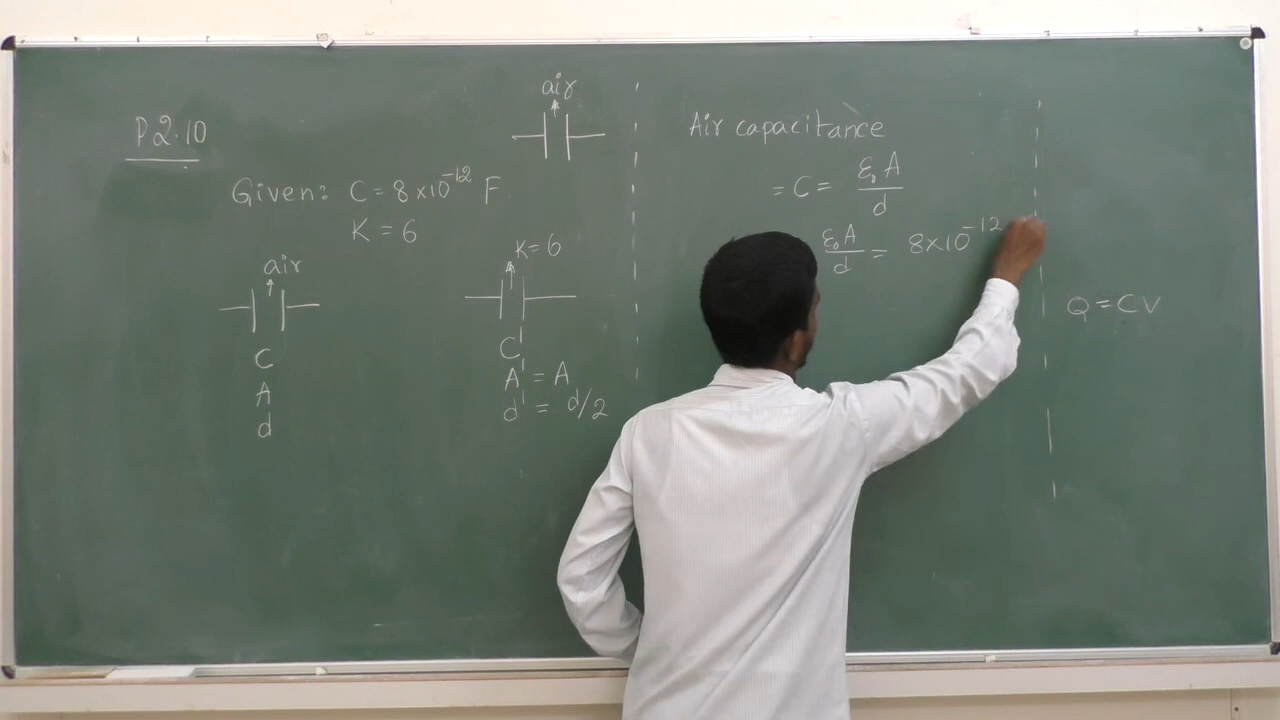 P2.10
air
Given: C = 8×10⁻¹² F
K = 6
air
C
A
d
K=6
C'
A' = A
d' = d/2
Air capacitance
= C = ε₀A/d
ε₀A/d = 8×10⁻¹²
Q = CV